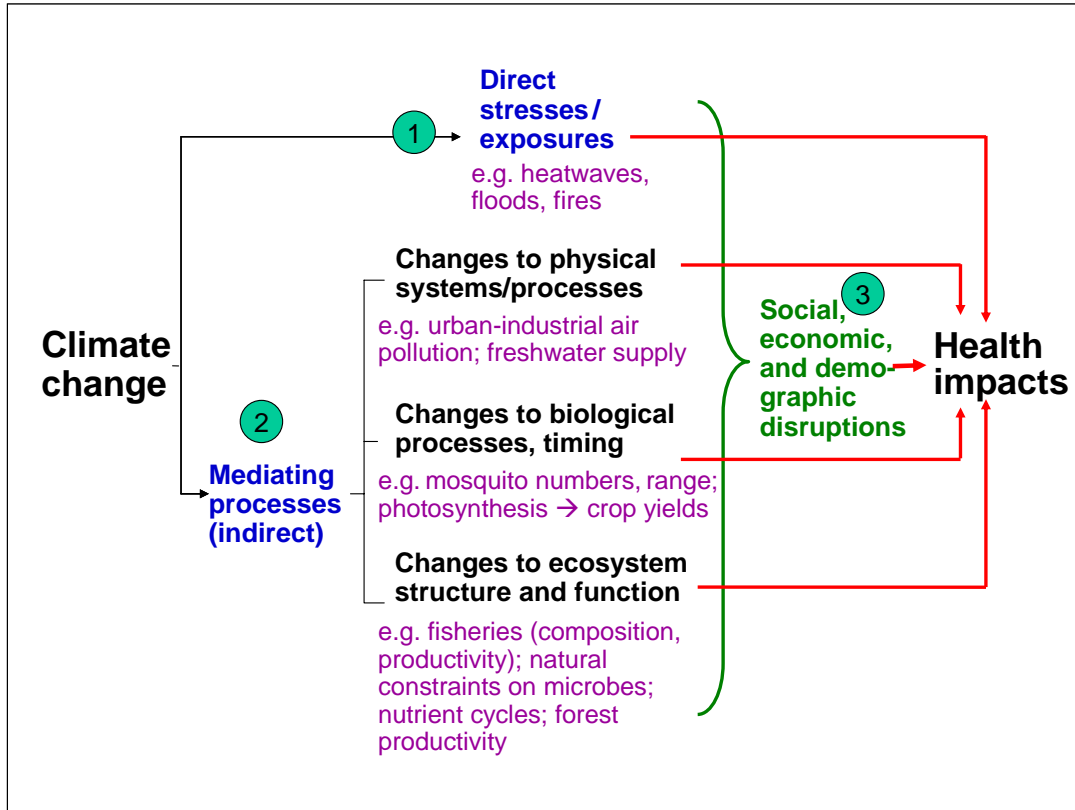 Direct
stresses/
exposures
1
e.g. heatwaves,
floods, fires
Changes to physical
systems/processes
e.g. urban-industrial air
pollution; freshwater supply
3
Social,
economic,
and demo-
graphic
disruptions
Climate
change
Health
impacts
2
Mediating
processes
(indirect)
Changes to biological
processes, timing
e.g. mosquito numbers, range;
photosynthesis → crop yields
Changes to ecosystem
structure and function
e.g. fisheries (composition,
productivity); natural
constraints on microbes;
nutrient cycles; forest
productivity